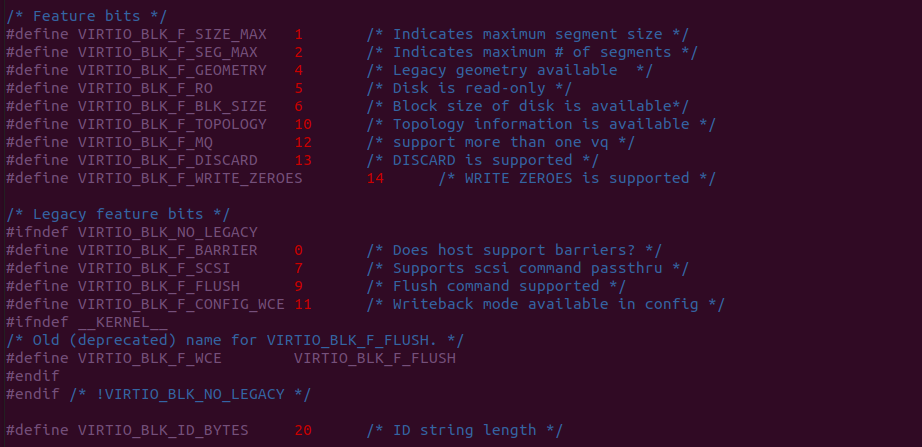 /* Feature bits */
#define VIRTIO_BLK_F_SIZE_MAX   1       /* Indicates maximum segment size */
#define VIRTIO_BLK_F_SEG_MAX    2       /* Indicates maximum # of segments */
#define VIRTIO_BLK_F_GEOMETRY   4       /* Legacy geometry available  */
#define VIRTIO_BLK_F_RO         5       /* Disk is read-only */
#define VIRTIO_BLK_F_BLK_SIZE   6       /* Block size of disk is available*/
#define VIRTIO_BLK_F_TOPOLOGY   10      /* Topology information is available */
#define VIRTIO_BLK_F_MQ         12      /* support more than one vq */
#define VIRTIO_BLK_F_DISCARD    13      /* DISCARD is supported */
#define VIRTIO_BLK_F_WRITE_ZEROES       14      /* WRITE ZEROES is supported */

/* Legacy feature bits */
#ifndef VIRTIO_BLK_NO_LEGACY
#define VIRTIO_BLK_F_BARRIER    0       /* Does host support barriers? */
#define VIRTIO_BLK_F_SCSI       7       /* Supports scsi command passthru */
#define VIRTIO_BLK_F_FLUSH      9       /* Flush command supported */
#define VIRTIO_BLK_F_CONFIG_WCE 11      /* Writeback mode available in config */
#ifndef __KERNEL__
/* Old (deprecated) name for VIRTIO_BLK_F_FLUSH. */
#define VIRTIO_BLK_F_WCE        VIRTIO_BLK_F_FLUSH
#endif
#endif /* !VIRTIO_BLK_NO_LEGACY */

#define VIRTIO_BLK_ID_BYTES     20      /* ID string length */